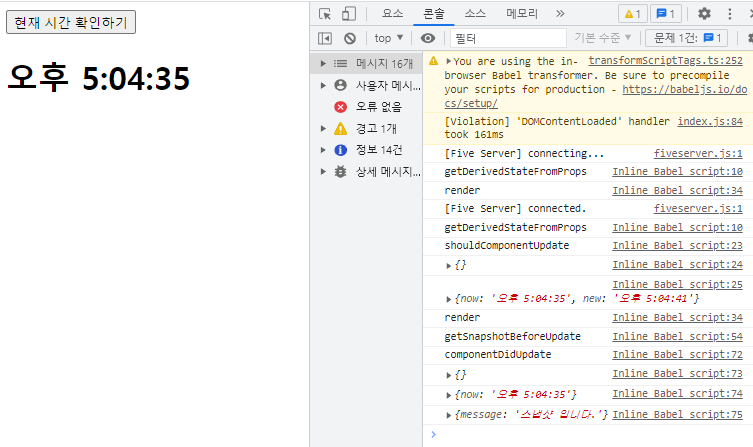 현재 시간 확인하기
오후 5:04:35
요소 콘솔 소스 메모리 » 1 1
top ▼ 필터 기본 수준 ▼ 문제 1건: 1
메시지 16개
사용자 메시...
오류 없음
경고 1개
정보 14건
상세 메시지...
You are using the in- transformScriptTags.ts:252
browser Babel transformer. Be sure to precompile
your scripts for production - https://babeljs.io/do
cs/setup/
[Violation] 'DOMContentLoaded' handler index.js:84
took 161ms
[Five Server] connecting... fiveserver.js:1
getDerivedStateFromProps Inline Babel script:10
render Inline Babel script:34
[Five Server] connected. fiveserver.js:1
getDerivedStateFromProps Inline Babel script:10
shouldComponentUpdate Inline Babel script:23
▶ {} Inline Babel script:24
Inline Babel script:25
▶ {now: '오후 5:04:35', new: '오후 5:04:41'}
render Inline Babel script:34
getSnapshotBeforeUpdate Inline Babel script:54
componentDidUpdate Inline Babel script:72
▶ {} Inline Babel script:73
▶ {now: '오후 5:04:35'} Inline Babel script:74
▶ {message: '스냅샷 입니다.'} Inline Babel script:75